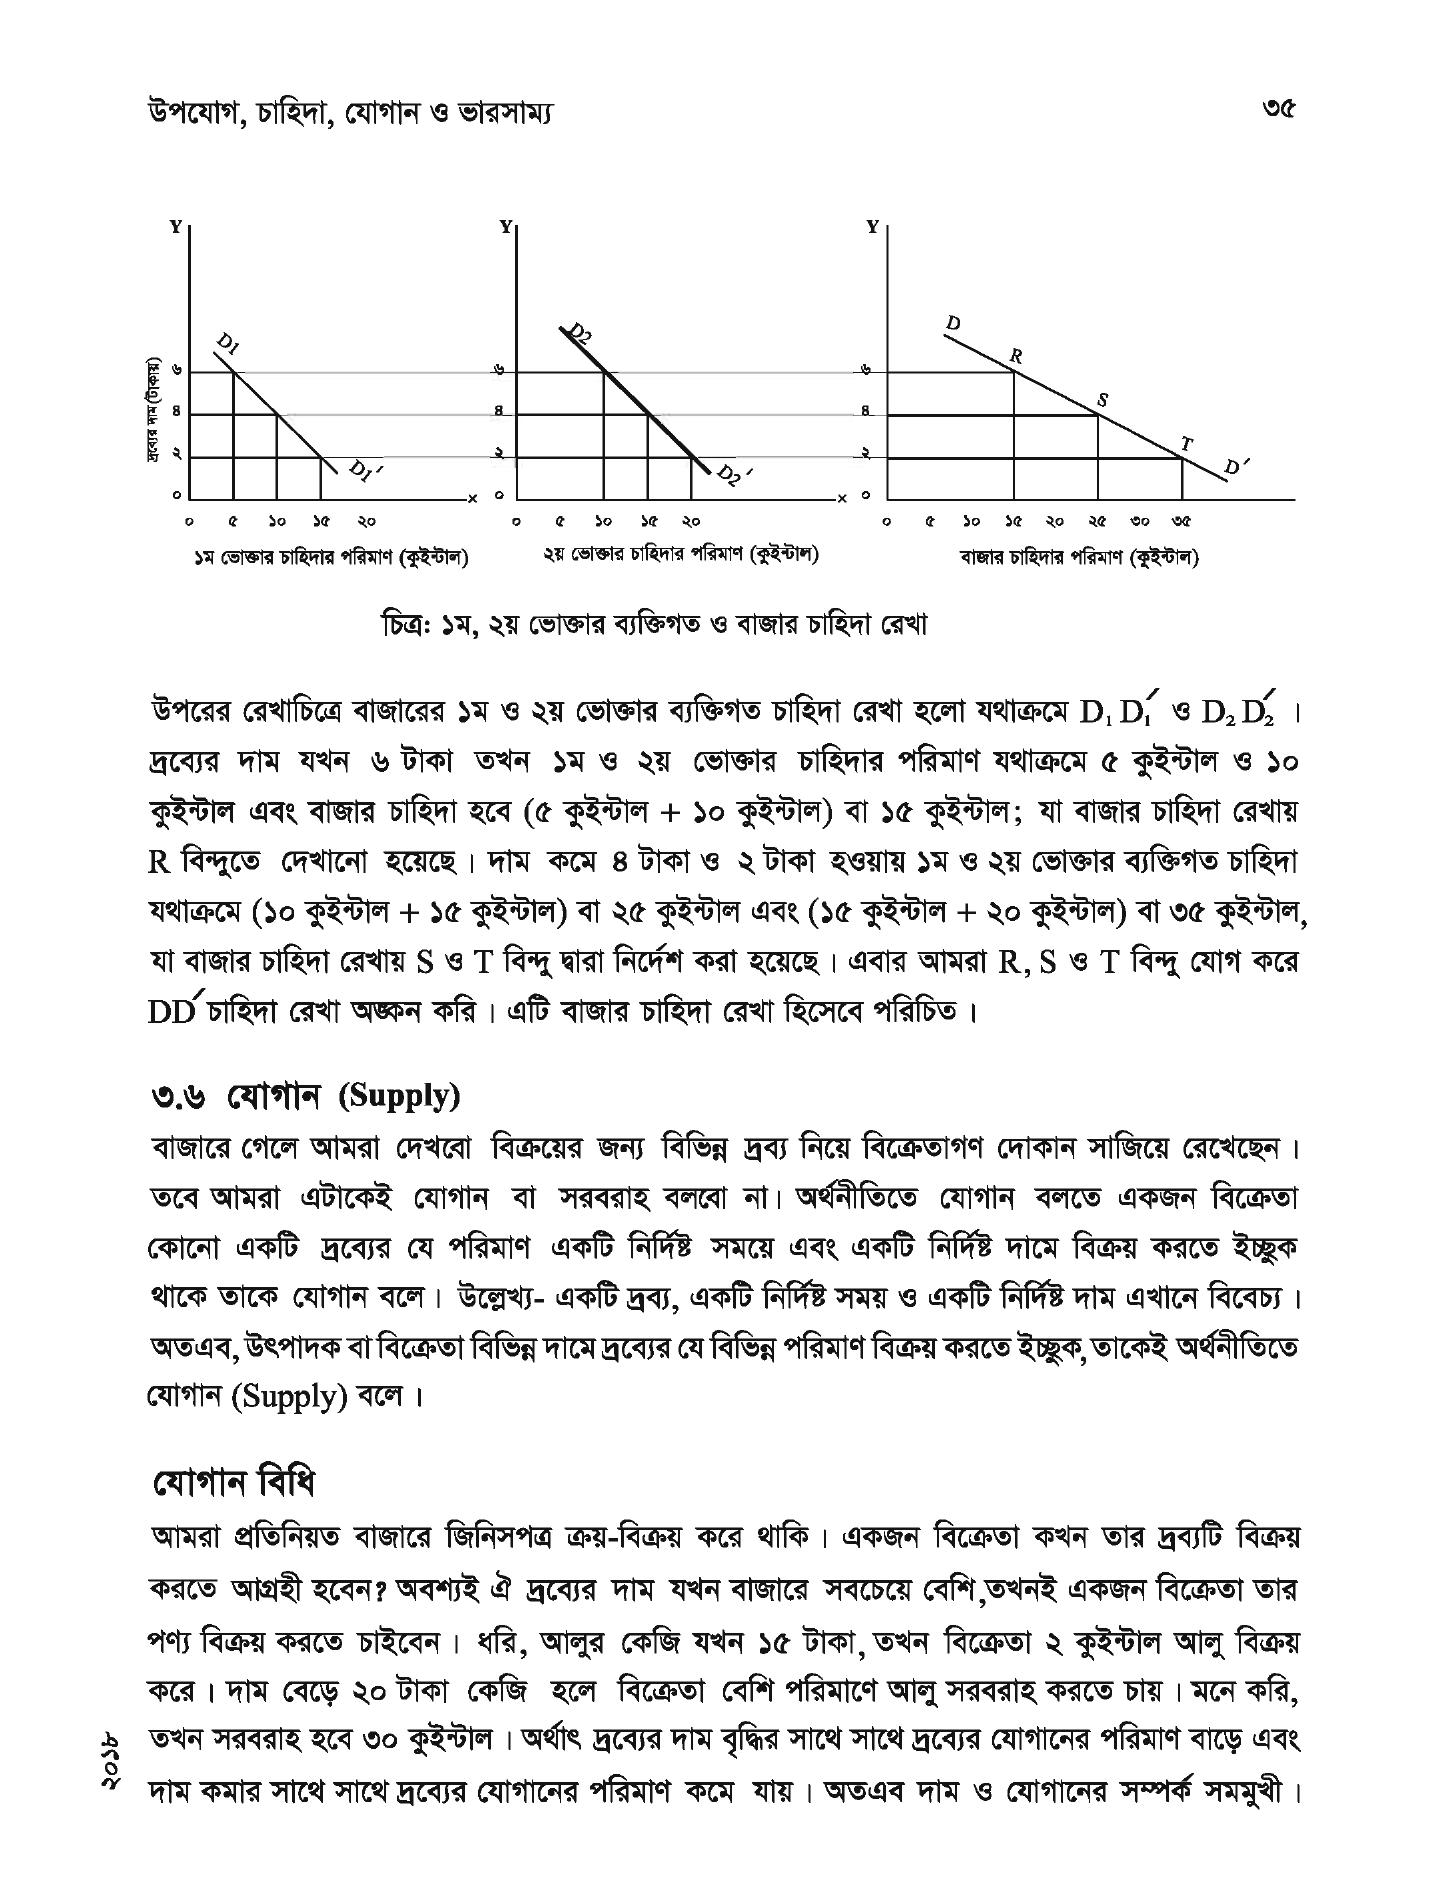 উপযোগ, চাহিদা, যোগান ও ভারসাম্য ৩৫
Y Y Y
D1 D2 D R S T
দ্রব্যের দাম (টাকায়)
৬ ৬ ৬
৪ ৪ ৪
২ ২ ২
D1′ D2′ D′
০ × ০ × ০
০ ৫ ১০ ১৫ ২০ ০ ৫ ১০ ১৫ ২০ ০ ৫ ১০ ১৫ ২০ ২৫ ৩০ ৩৫
১ম ভোক্তার চাহিদার পরিমাণ (কুইন্টাল) ২য় ভোক্তার চাহিদার পরিমাণ (কুইন্টাল) বাজার চাহিদার পরিমাণ (কুইন্টাল)
চিত্র: ১ম, ২য় ভোক্তার ব্যক্তিগত ও বাজার চাহিদা রেখা
উপরের রেখাচিত্রে বাজারের ১ম ও ২য় ভোক্তার ব্যক্তিগত চাহিদা রেখা হলো যথাক্রমে D₁ D₁′ ও D₂ D₂′ ।
দ্রব্যের দাম যখন ৬ টাকা তখন ১ম ও ২য় ভোক্তার চাহিদার পরিমাণ যথাক্রমে ৫ কুইন্টাল ও ১০
কুইন্টাল এবং বাজার চাহিদা হবে (৫ কুইন্টাল + ১০ কুইন্টাল) বা ১৫ কুইন্টাল; যা বাজার চাহিদা রেখায়
R বিন্দুতে দেখানো হয়েছে। দাম কমে ৪ টাকা ও ২ টাকা হওয়ায় ১ম ও ২য় ভোক্তার ব্যক্তিগত চাহিদা
যথাক্রমে (১০ কুইন্টাল + ১৫ কুইন্টাল) বা ২৫ কুইন্টাল এবং (১৫ কুইন্টাল + ২০ কুইন্টাল) বা ৩৫ কুইন্টাল,
যা বাজার চাহিদা রেখায় S ও T বিন্দু দ্বারা নির্দেশ করা হয়েছে। এবার আমরা R, S ও T বিন্দু যোগ করে
DD′ চাহিদা রেখা অঙ্কন করি। এটি বাজার চাহিদা রেখা হিসেবে পরিচিত।
৩.৬ যোগান (Supply)
বাজারে গেলে আমরা দেখবো বিক্রয়ের জন্য বিভিন্ন দ্রব্য নিয়ে বিক্রেতাগণ দোকান সাজিয়ে রেখেছেন।
তবে আমরা এটাকেই যোগান বা সরবরাহ বলবো না। অর্থনীতিতে যোগান বলতে একজন বিক্রেতা
কোনো একটি দ্রব্যের যে পরিমাণ একটি নির্দিষ্ট সময়ে এবং একটি নির্দিষ্ট দামে বিক্রয় করতে ইচ্ছুক
থাকে তাকে যোগান বলে। উল্লেখ্য- একটি দ্রব্য, একটি নির্দিষ্ট সময় ও একটি নির্দিষ্ট দাম এখানে বিবেচ্য।
অতএব, উৎপাদক বা বিক্রেতা বিভিন্ন দামে দ্রব্যের যে বিভিন্ন পরিমাণ বিক্রয় করতে ইচ্ছুক, তাকেই অর্থনীতিতে
যোগান (Supply) বলে।
যোগান বিধি
আমরা প্রতিনিয়ত বাজারে জিনিসপত্র ক্রয়-বিক্রয় করে থাকি। একজন বিক্রেতা কখন তার দ্রব্যটি বিক্রয়
করতে আগ্রহী হবেন? অবশ্যই ঐ দ্রব্যের দাম যখন বাজারে সবচেয়ে বেশি,তখনই একজন বিক্রেতা তার
পণ্য বিক্রয় করতে চাইবেন। ধরি, আলুর কেজি যখন ১৫ টাকা, তখন বিক্রেতা ২ কুইন্টাল আলু বিক্রয়
করে। দাম বেড়ে ২০ টাকা কেজি হলে বিক্রেতা বেশি পরিমাণে আলু সরবরাহ করতে চায়। মনে করি,
তখন সরবরাহ হবে ৩০ কুইন্টাল। অর্থাৎ দ্রব্যের দাম বৃদ্ধির সাথে সাথে দ্রব্যের যোগানের পরিমাণ বাড়ে এবং
দাম কমার সাথে সাথে দ্রব্যের যোগানের পরিমাণ কমে যায়। অতএব দাম ও যোগানের সম্পর্ক সমমুখী।
২০১৮